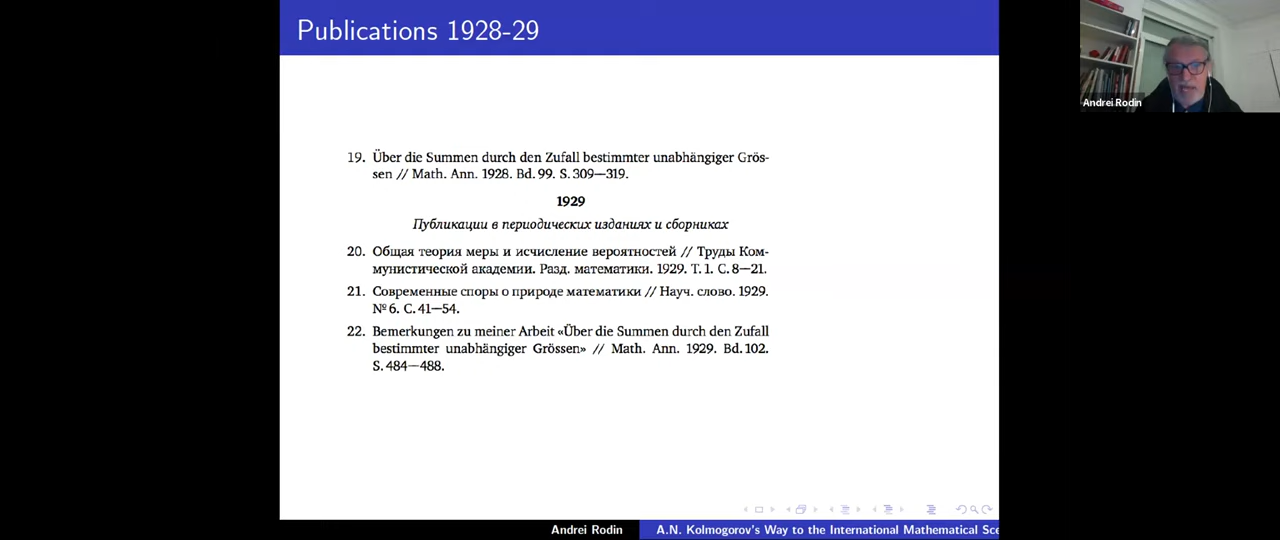 Publications 1928-29
Andrei Rodin
19. Über die Summen durch den Zufall bestimmter unabhängiger Grös-
sen // Math. Ann. 1928. Bd. 99. S. 309—319.
1929
Публикации в периодических изданиях и сборниках
20. Общая теория меры и исчисление вероятностей // Труды Ком-
мунистической академии. Разд. математики. 1929. Т. 1. С. 8—21.
21. Современные споры о природе математики // Науч. слово. 1929.
№ 6. С. 41—54.
22. Bemerkungen zu meiner Arbeit «Über die Summen durch den Zufall
bestimmter unabhängiger Grössen» // Math. Ann. 1929. Bd. 102.
S. 484—488.
Andrei Rodin
A.N. Kolmogorov's Way to the International Mathematical Sce